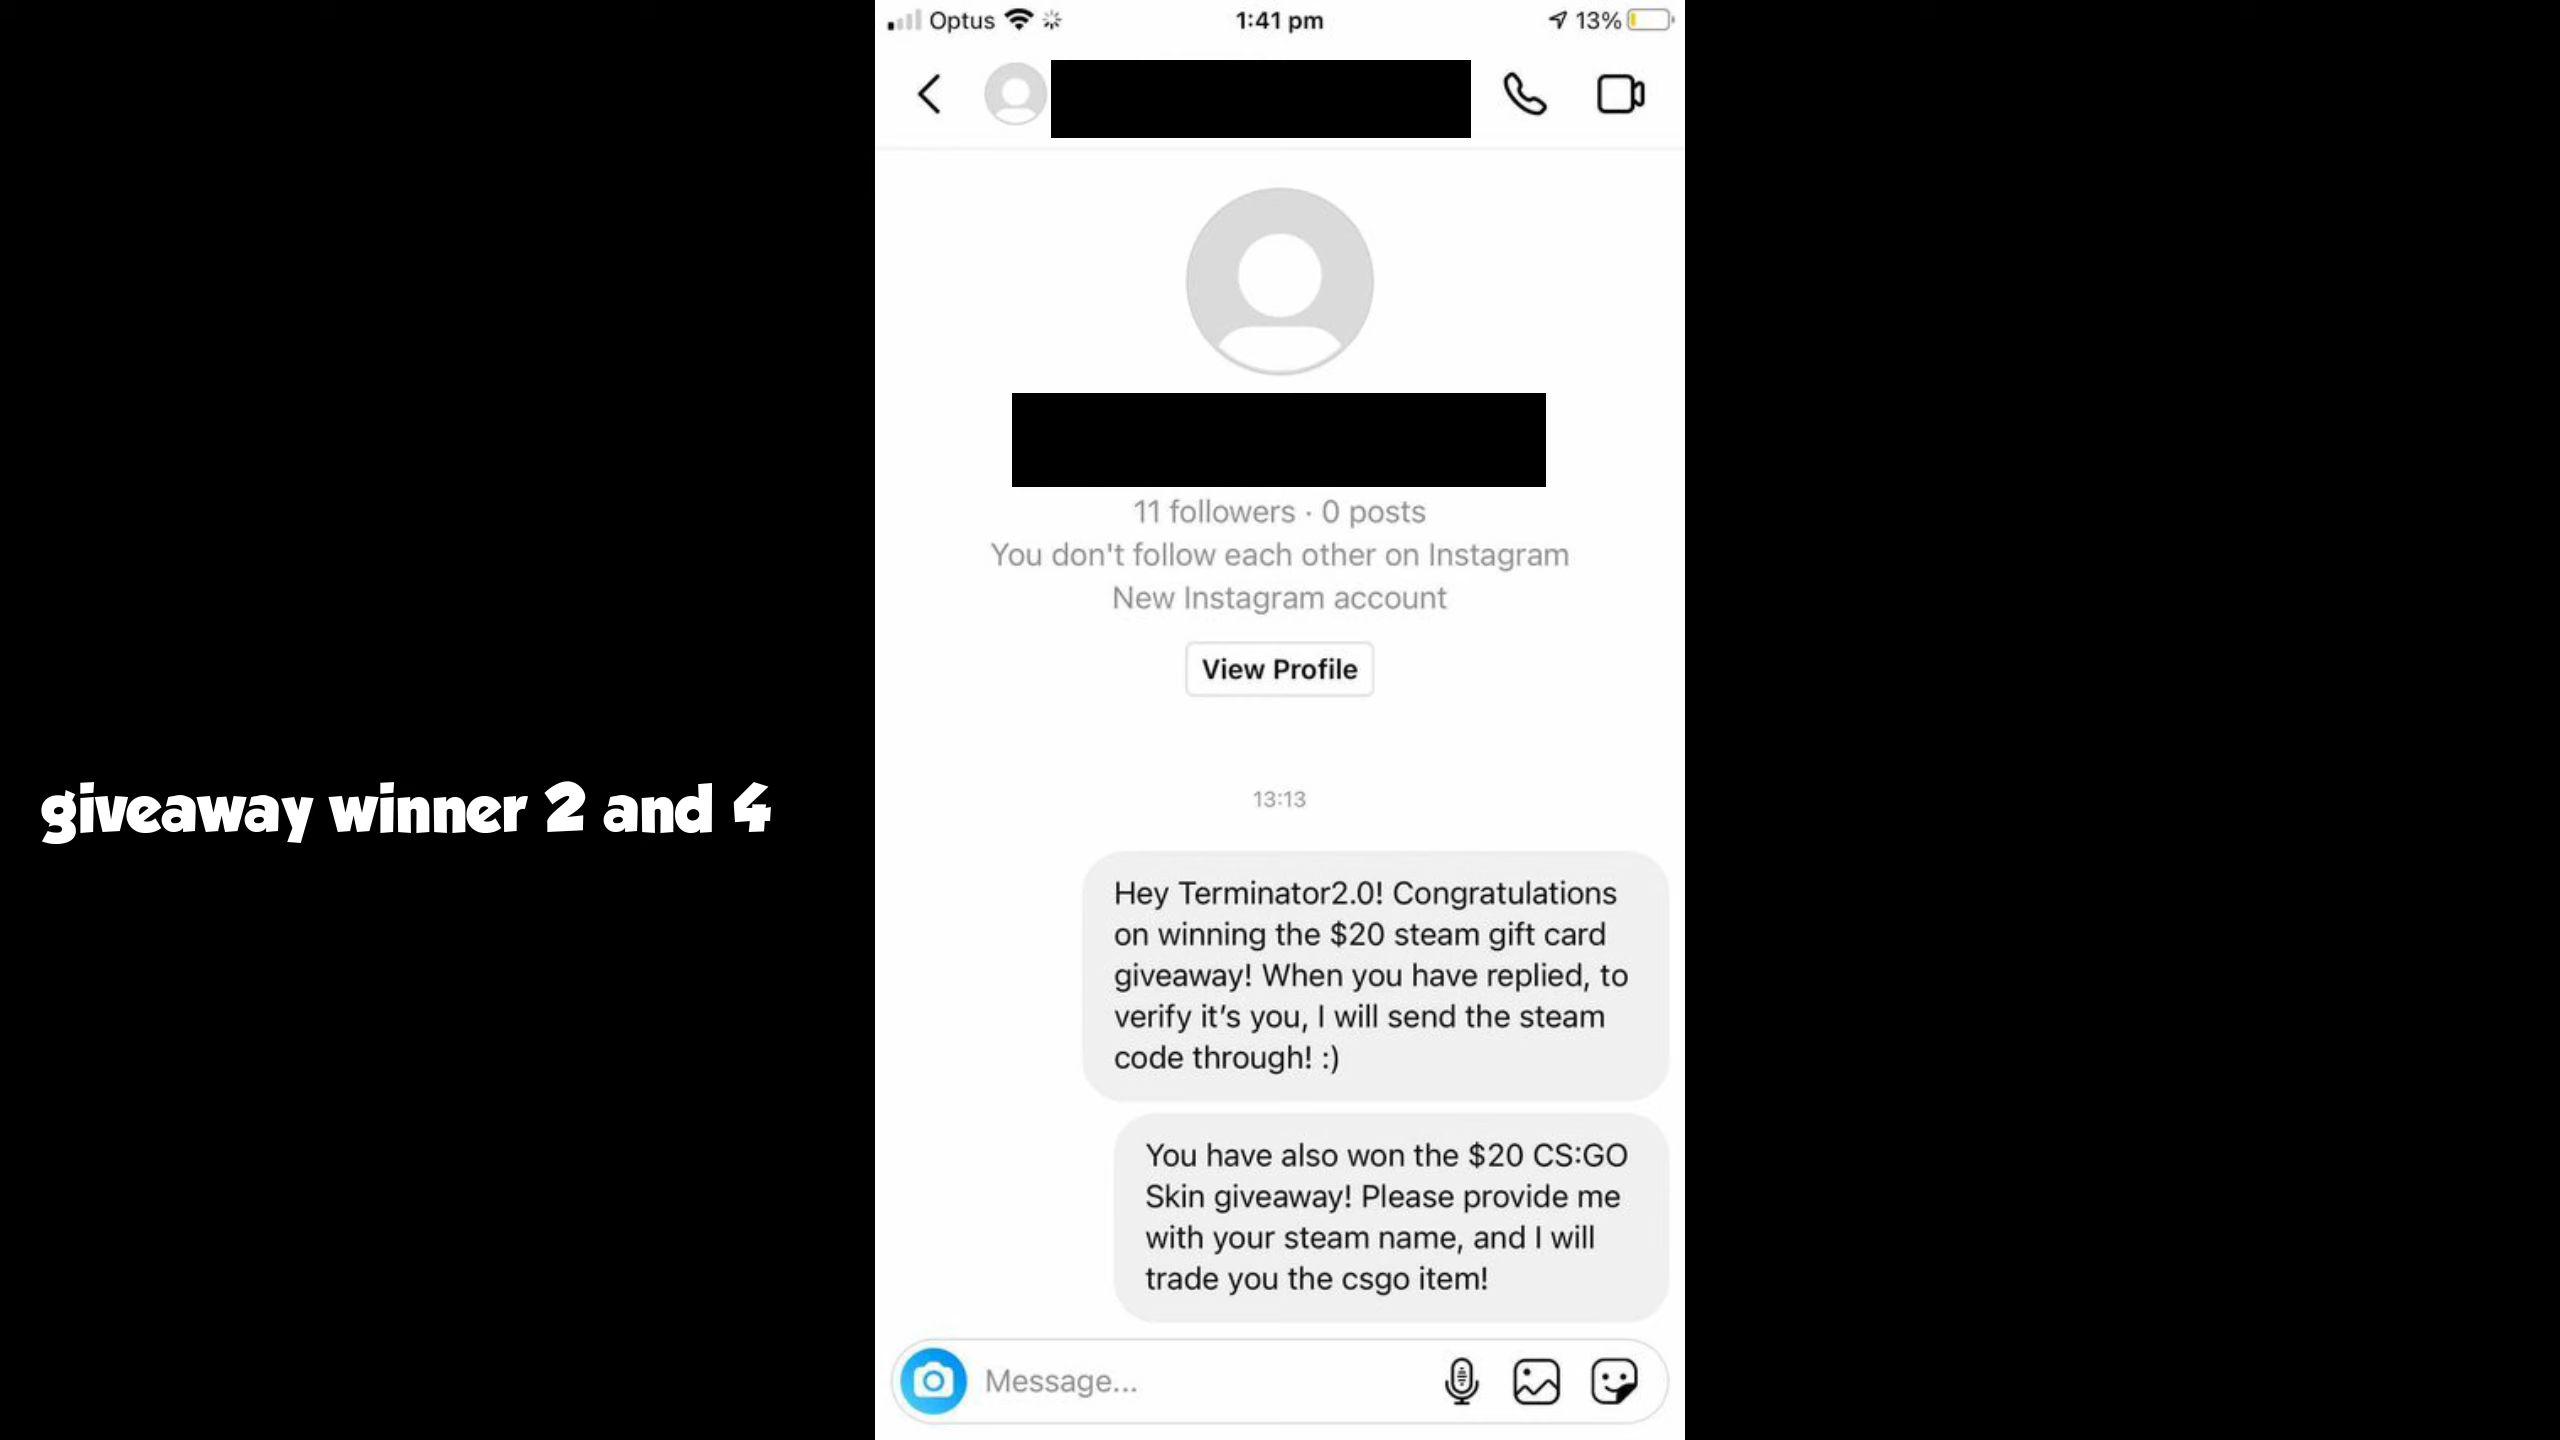 Optus 1:41 pm 13%
11 followers · 0 posts
You don't follow each other on Instagram
New Instagram account
View Profile
13:13
giveaway winner 2 and 4
Hey Terminator2.0! Congratulations
on winning the $20 steam gift card
giveaway! When you have replied, to
verify it’s you, I will send the steam
code through! :)
You have also won the $20 CS:GO
Skin giveaway! Please provide me
with your steam name, and I will
trade you the csgo item!
Message...